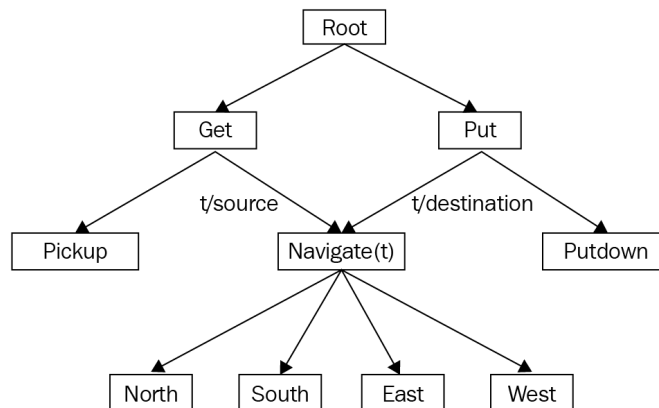 Root
Get
Put
t/source
t/destination
Pickup
Navigate(t)
Putdown
North
South
East
West